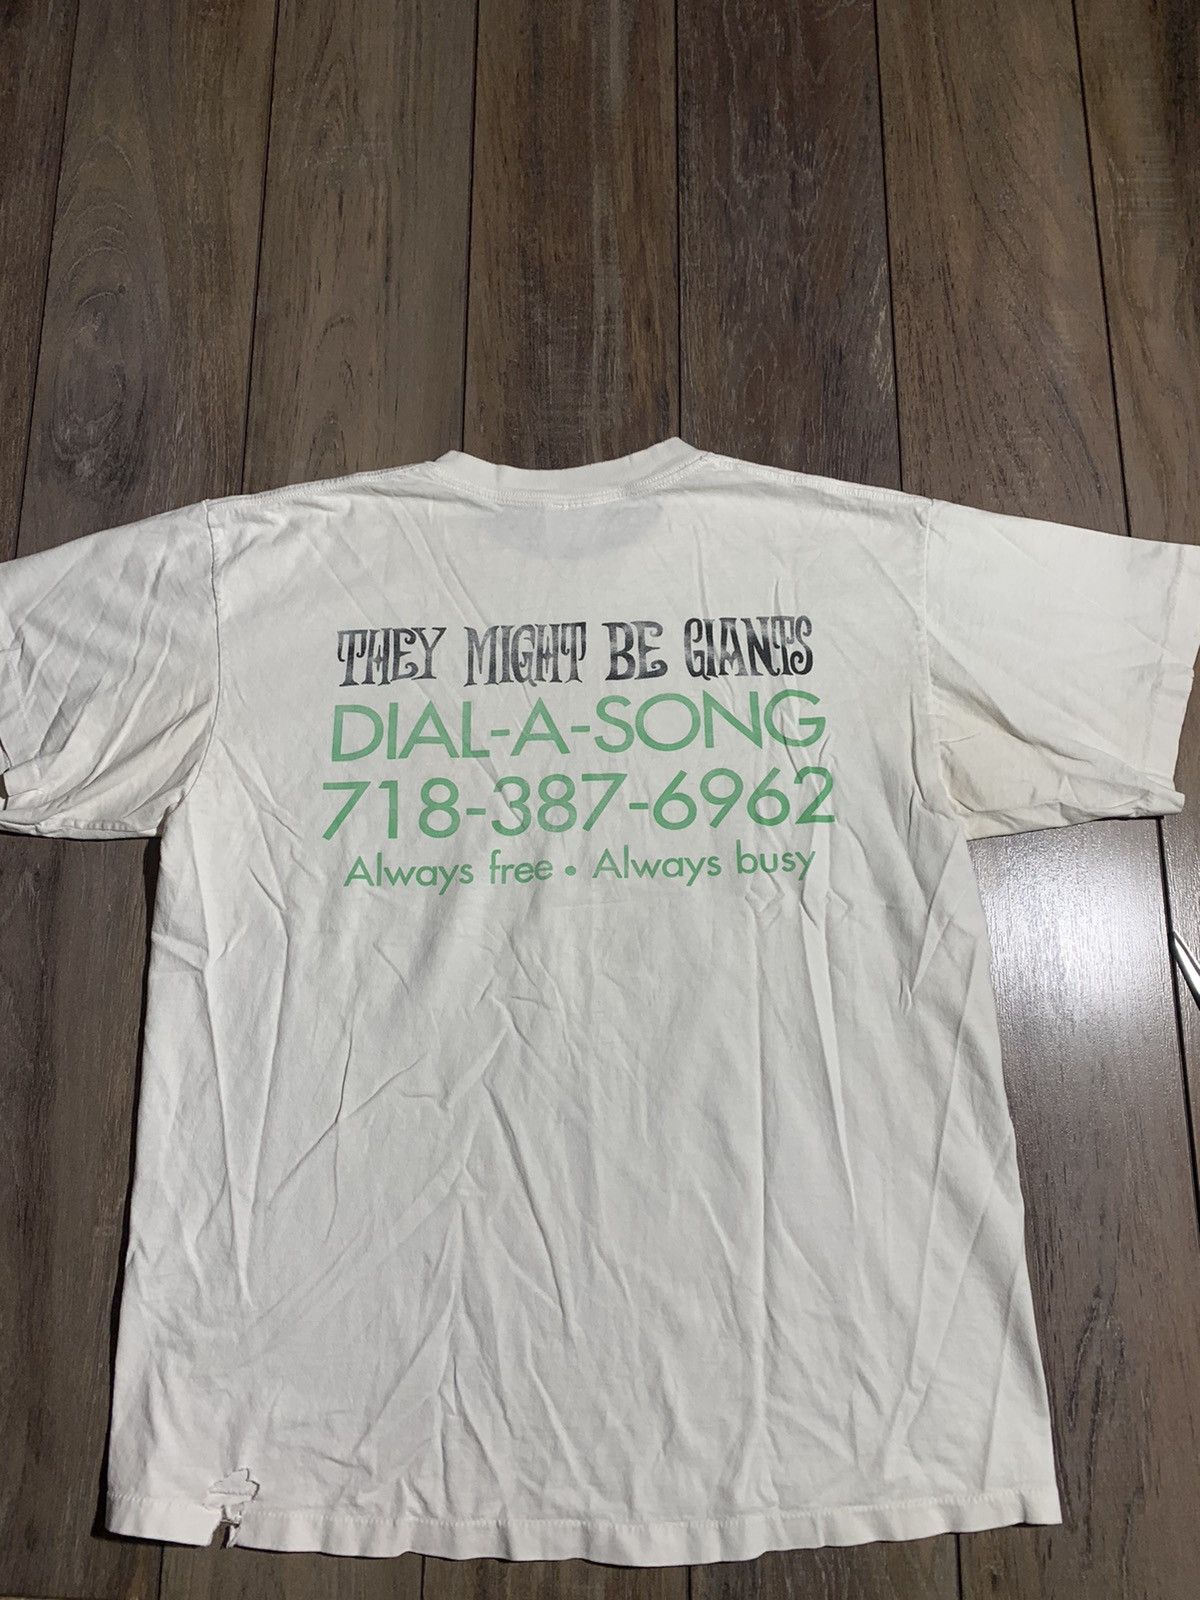 THEY MIGHT BE GIANTS
DIAL-A-SONG
718-387-6962
Always free • Always busy